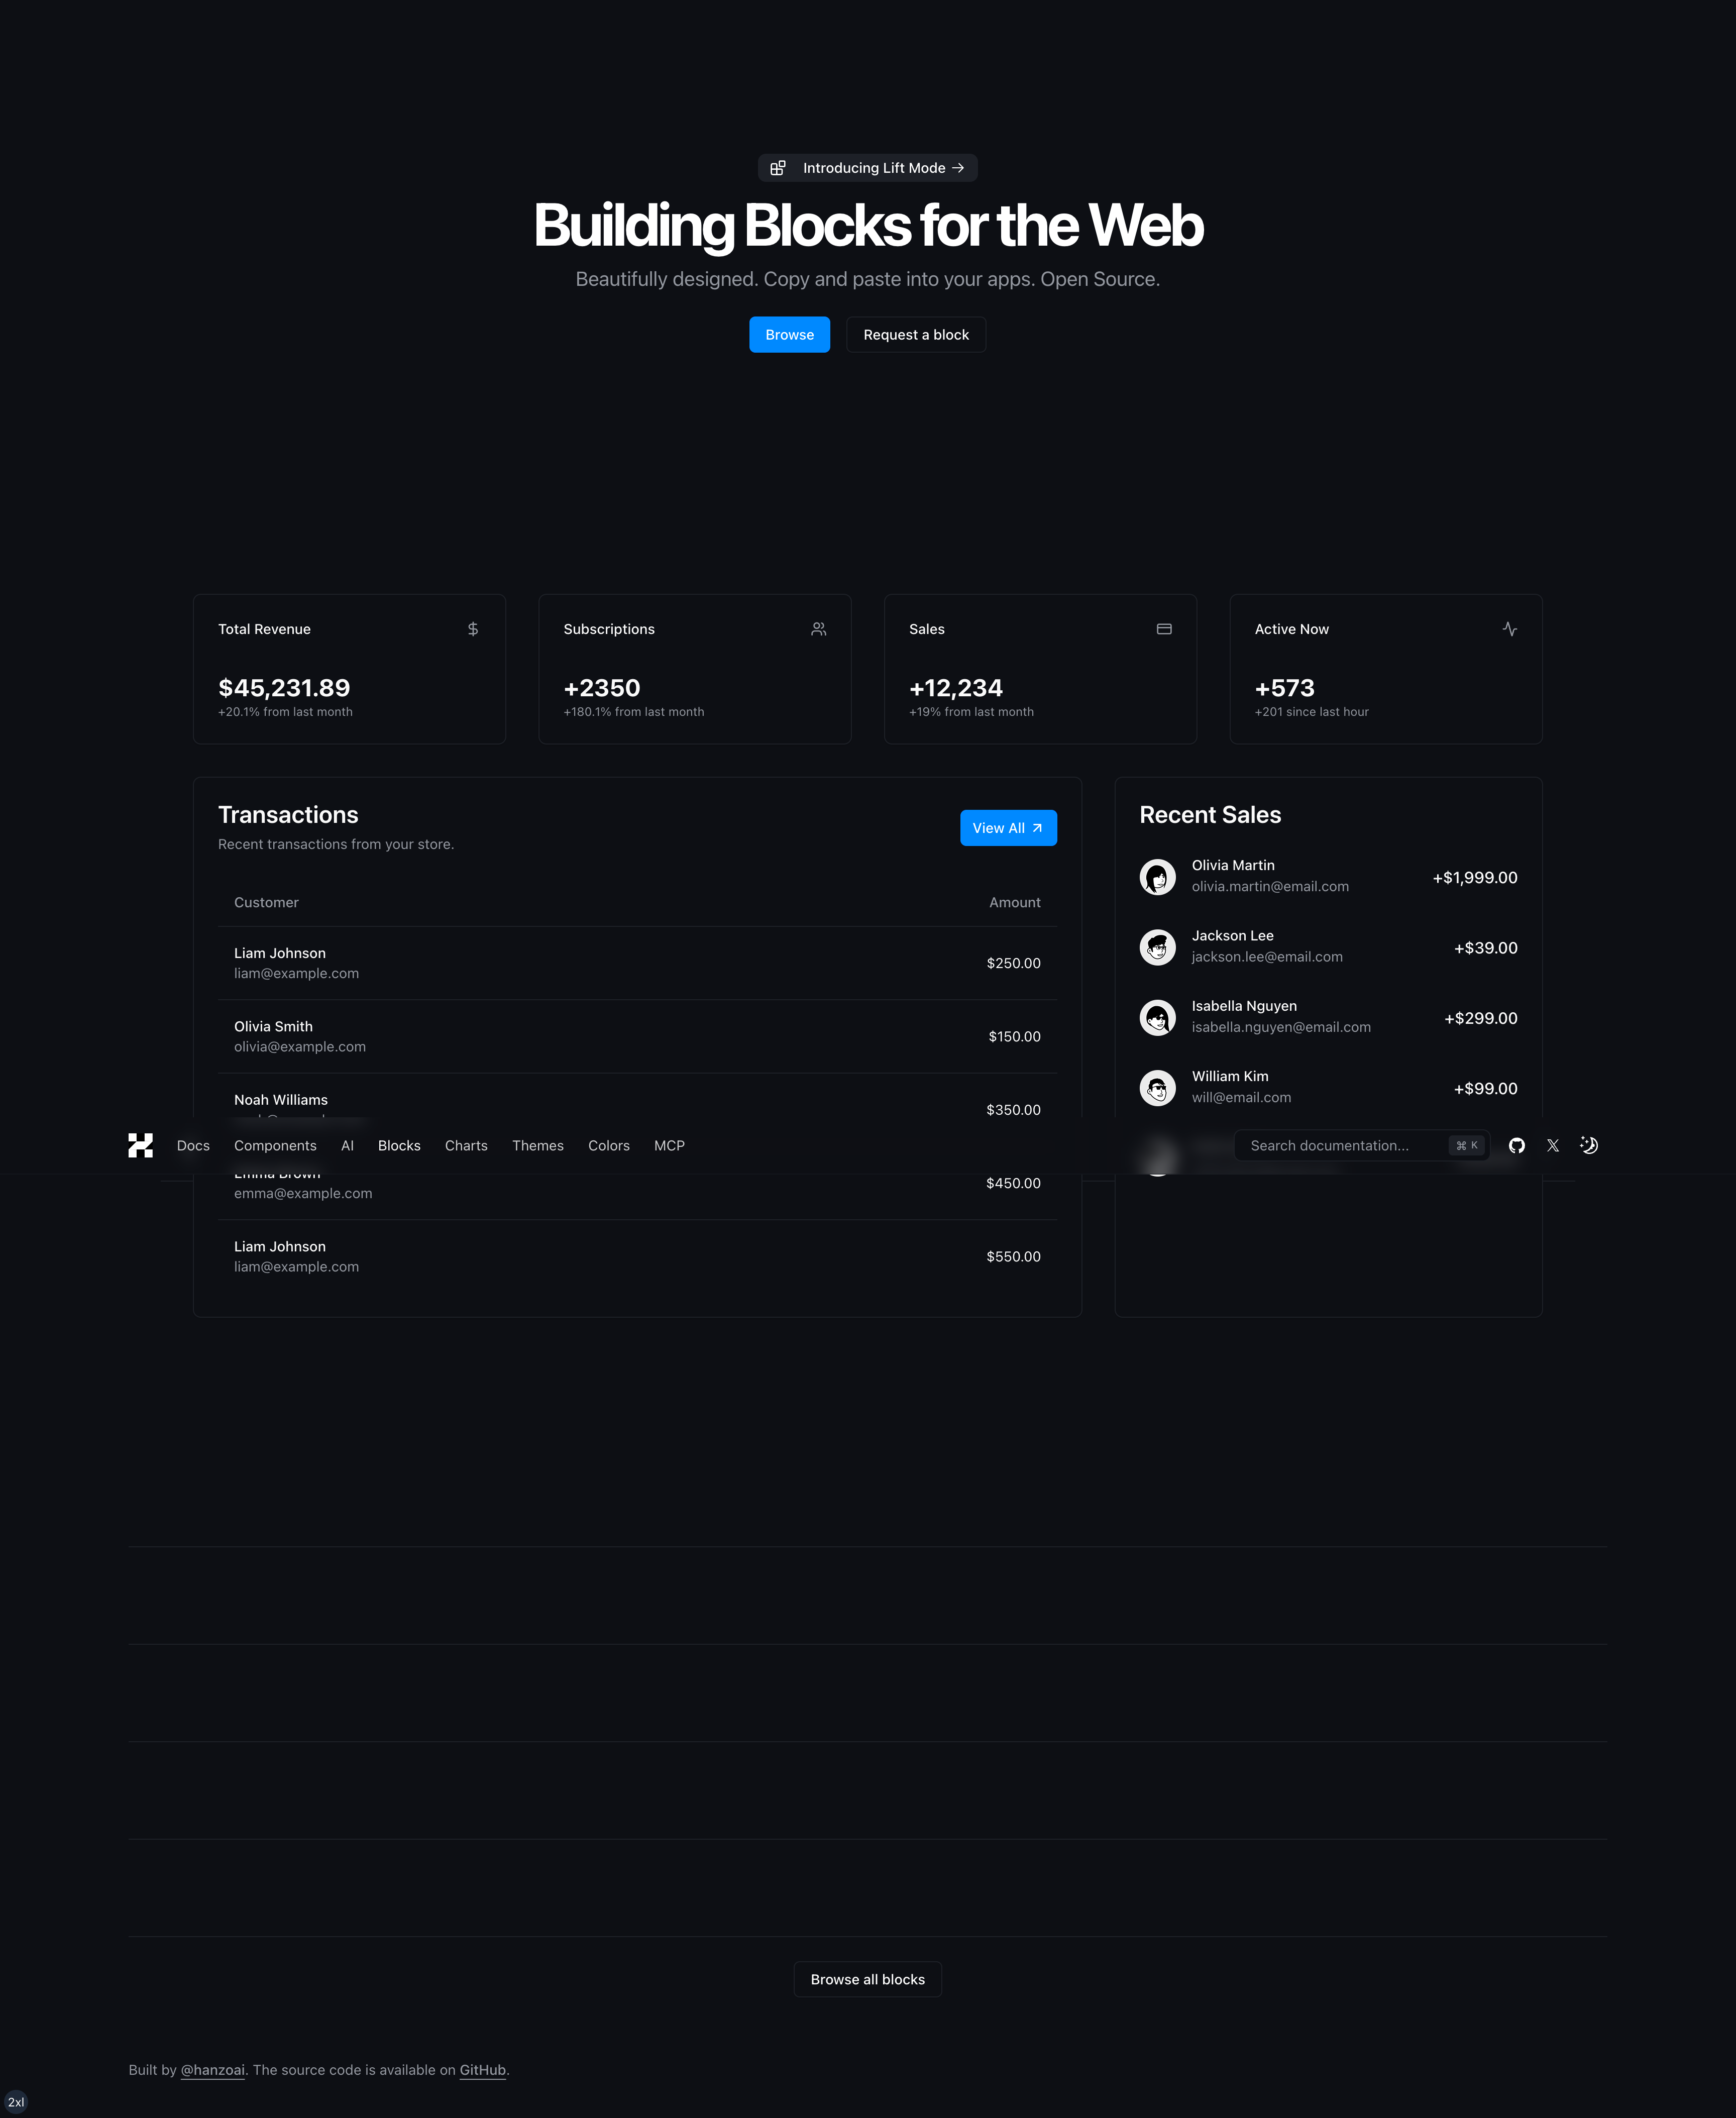 Introducing Lift Mode →
Building Blocks for the Web
Beautifully designed. Copy and paste into your apps. Open Source.
Browse
Request a block
Total Revenue
$45,231.89
+20.1% from last month
Subscriptions
+2350
+180.1% from last month
Sales
+12,234
+19% from last month
Active Now
+573
+201 since last hour
Transactions
Recent transactions from your store.
View All
Customer Amount
Liam Johnson
liam@example.com
$250.00
Olivia Smith
olivia@example.com
$150.00
Noah Williams
$350.00
Recent Sales
Olivia Martin
olivia.martin@email.com
+$1,999.00
Jackson Lee
jackson.lee@email.com
+$39.00
Isabella Nguyen
isabella.nguyen@email.com
+$299.00
William Kim
will@email.com
+$99.00
Docs Components AI Blocks Charts Themes Colors MCP Search documentation... ⌘ K
Emma Brown
emma@example.com
$450.00
Liam Johnson
liam@example.com
$550.00
Browse all blocks
Built by @hanzoai. The source code is available on GitHub.
2xl